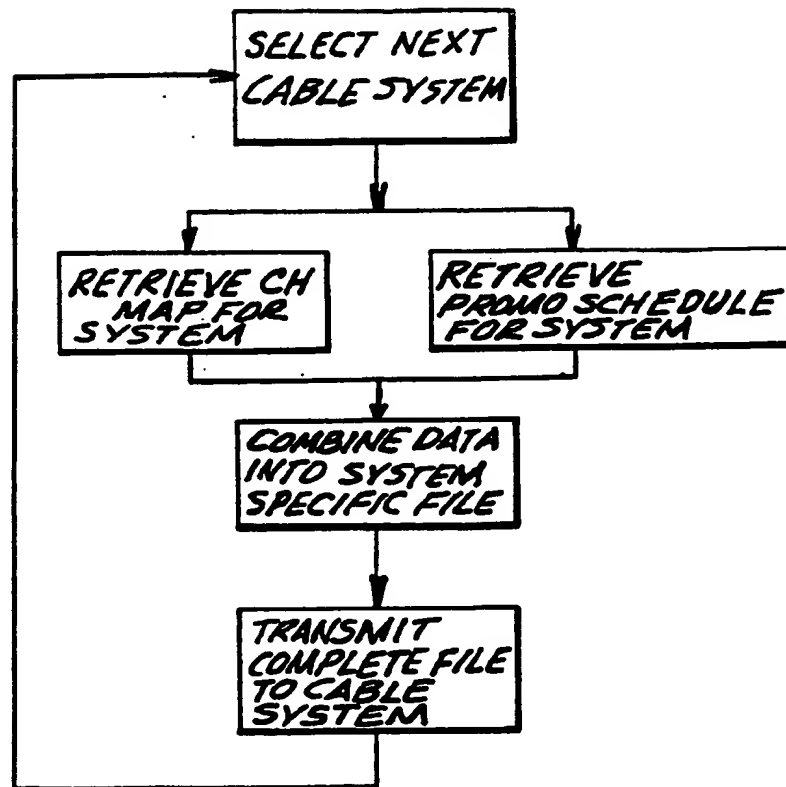 SELECT NEXT
CABLE SYSTEM
RETRIEVE CH
MAP FOR
SYSTEM
RETRIEVE
PROMO SCHEDULE
FOR SYSTEM
COMBINE DATA
INTO SYSTEM
SPECIFIC FILE
TRANSMIT
COMPLETE FILE
TO CABLE
SYSTEM